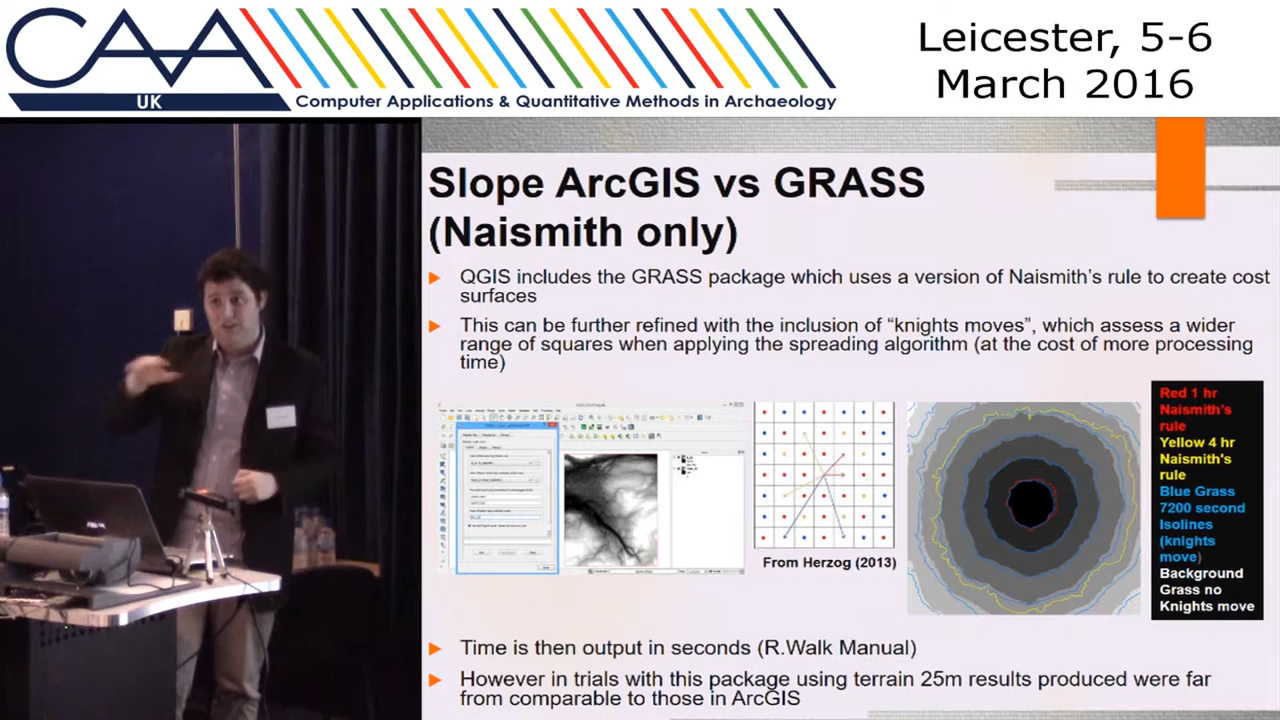 CAA
UK
Computer Applications & Quantitative Methods in Archaeology
Leicester, 5-6
March 2016
Slope ArcGIS vs GRASS
(Naismith only)
QGIS includes the GRASS package which uses a version of Naismith's rule to create cost
surfaces
This can be further refined with the inclusion of “knights moves”, which assess a wider
range of squares when applying the spreading algorithm (at the cost of more processing
time)
From Herzog (2013)
Red 1 hr
Naismith's
rule
Yellow 4 hr
Naismith's
rule
Blue Grass
7200 second
Isolines
(knights
move)
Background
Grass no
Knights move
Time is then output in seconds (R.Walk Manual)
However in trials with this package using terrain 25m results produced were far
from comparable to those in ArcGIS